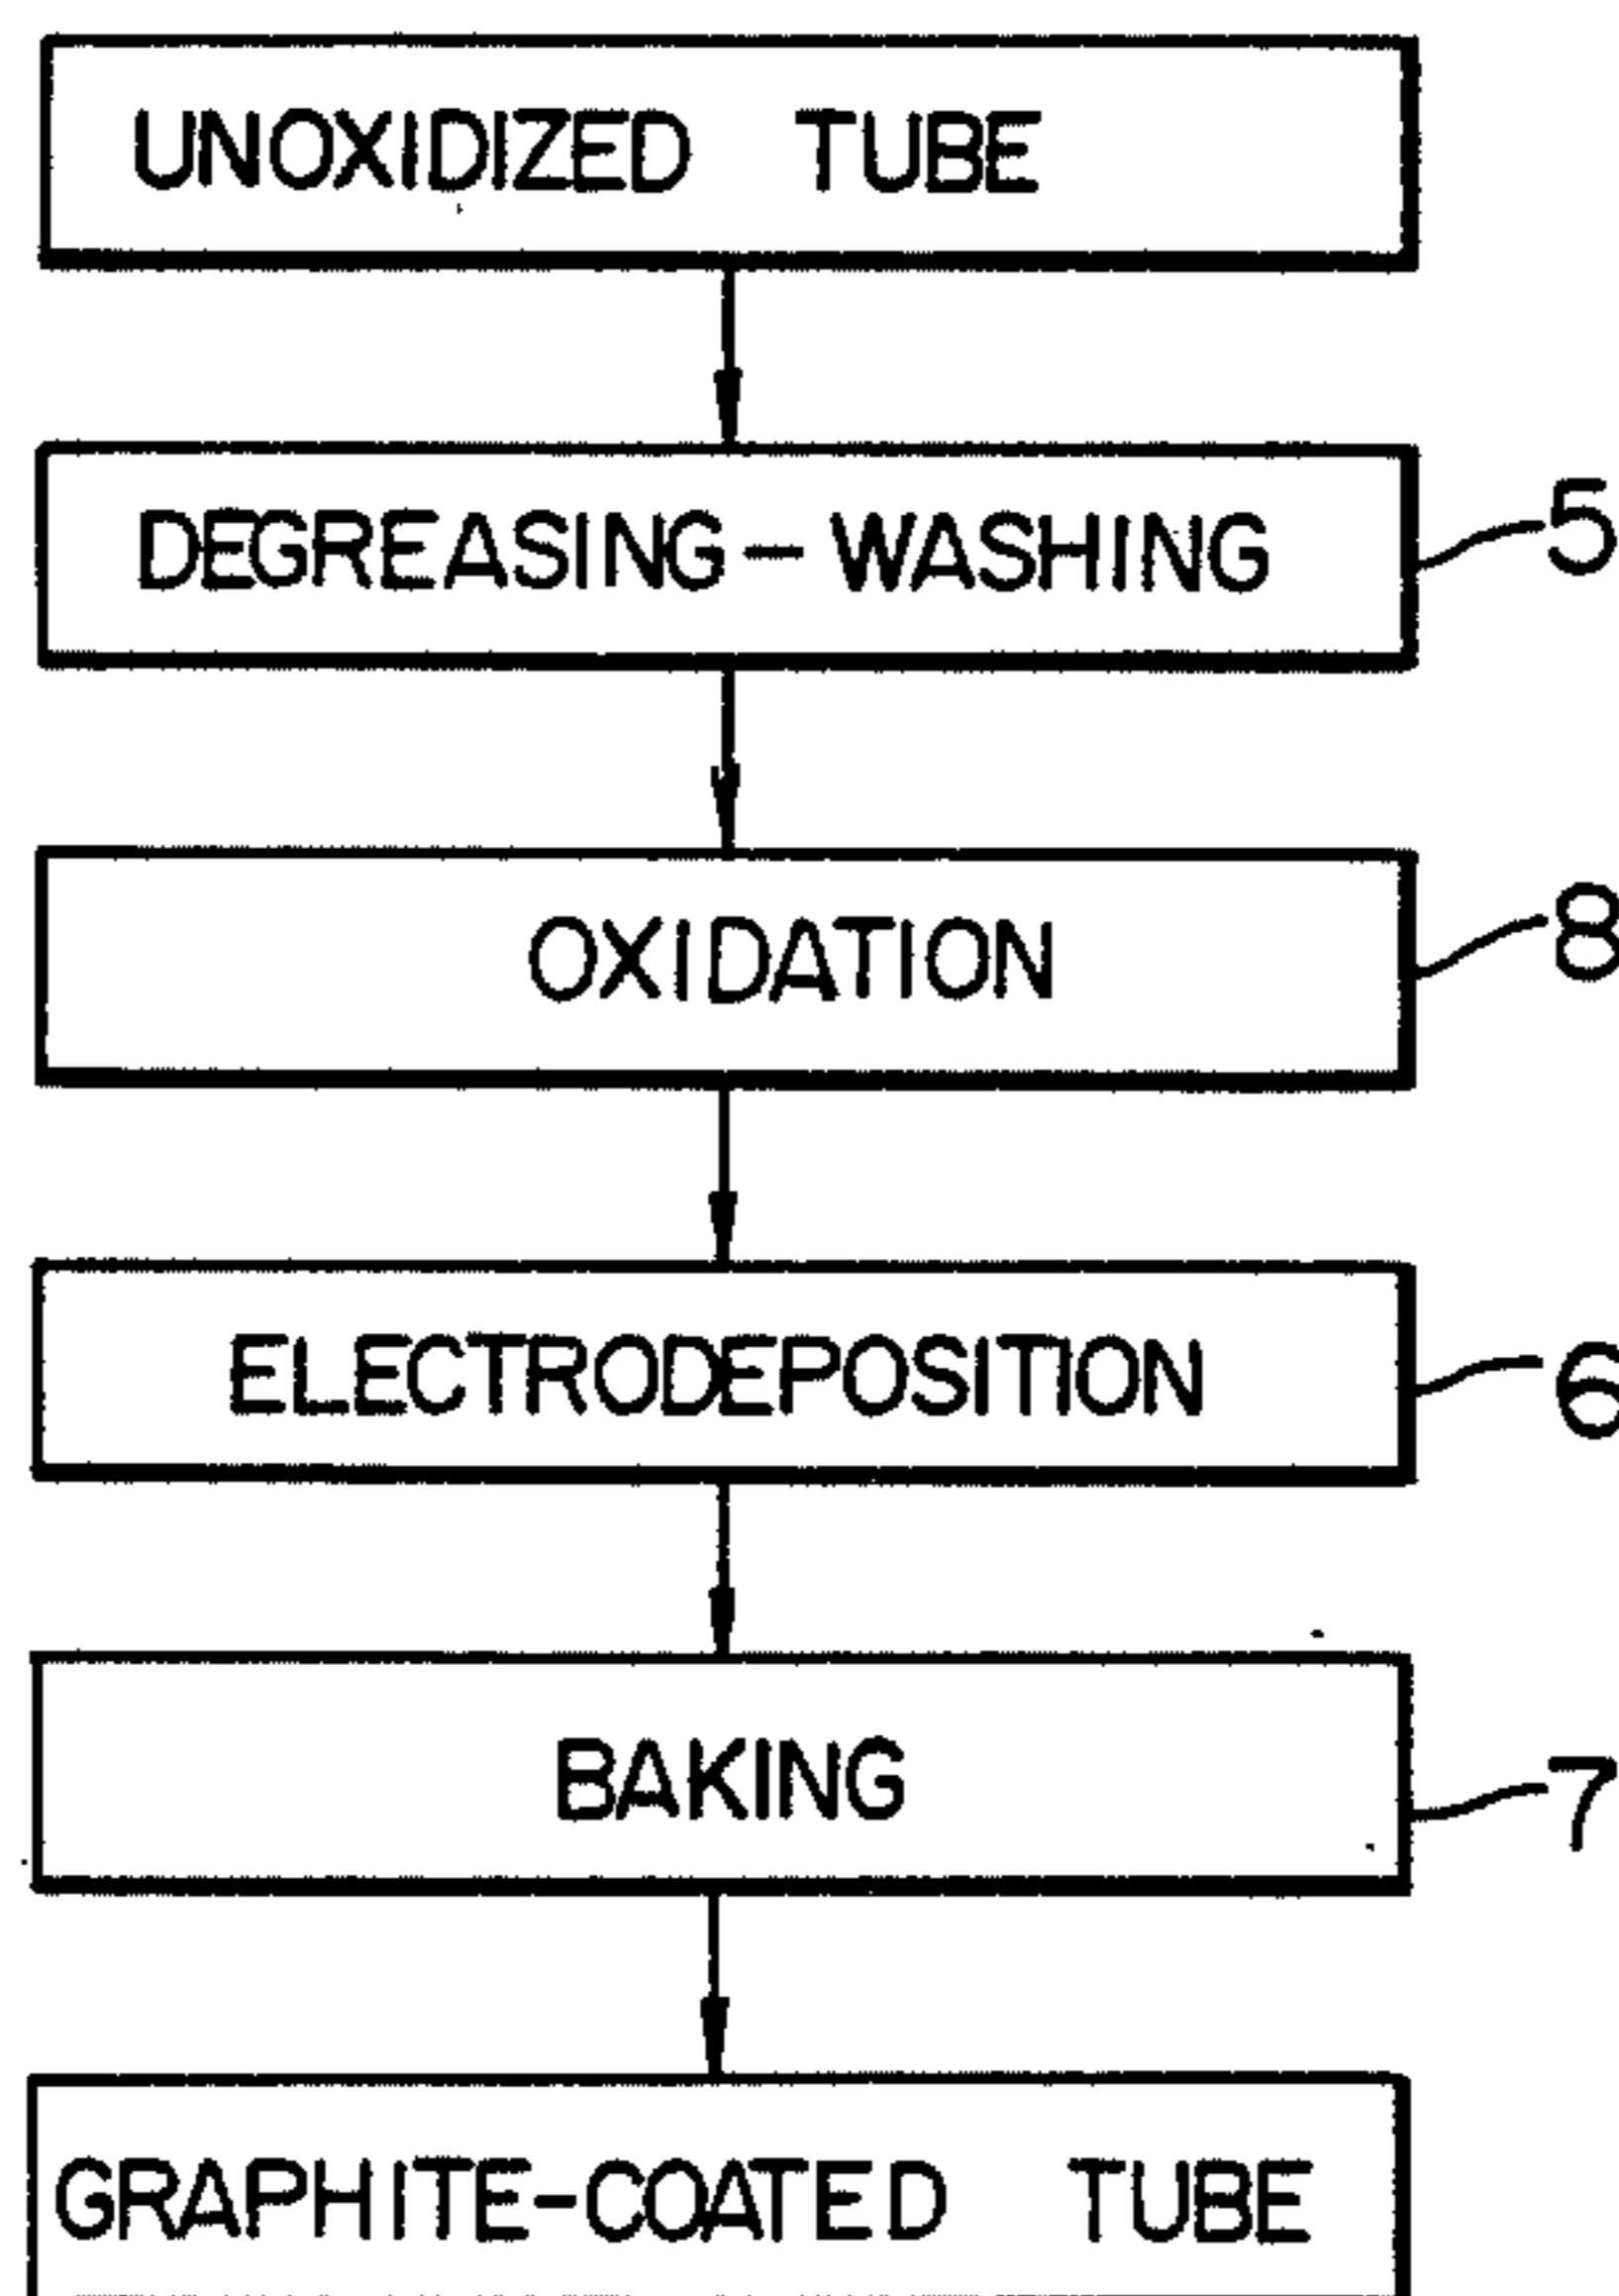 UNOXIDIZED TUBE
DEGREASING-WASHING
5
OXIDATION
8
ELECTRODEPOSITION
6
BAKING
7
GRAPHITE-COATED TUBE